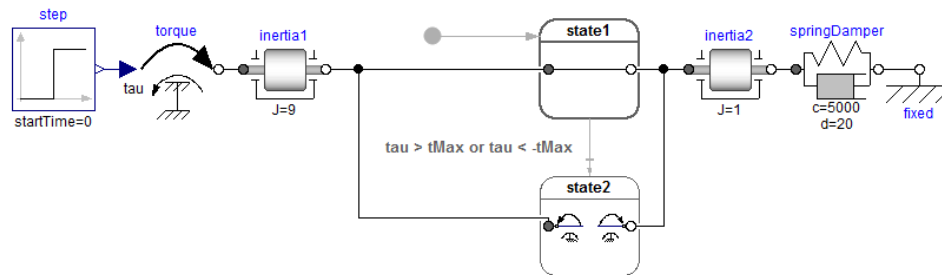 step
torque
inertia1
state1
inertia2
springDamper
tau
startTime=0
J=9
J=1
c=5000
d=20
fixed
tau > tMax or tau < -tMax
state2